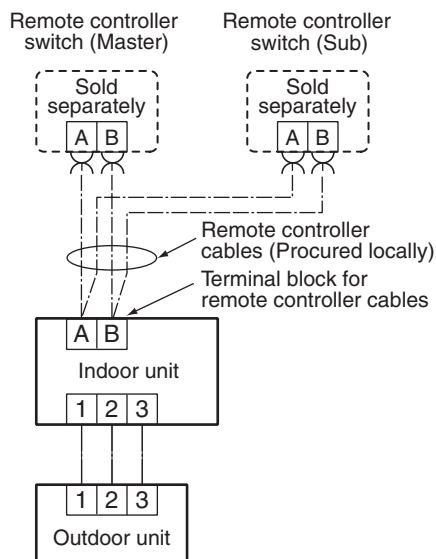 Remote controller
switch (Master)
Remote controller
switch (Sub)
Sold
separately
A B
Sold
separately
A B
Remote controller
cables (Procured locally)
Terminal block for
remote controller cables
A B
Indoor unit
1 2 3
1 2 3
Outdoor unit